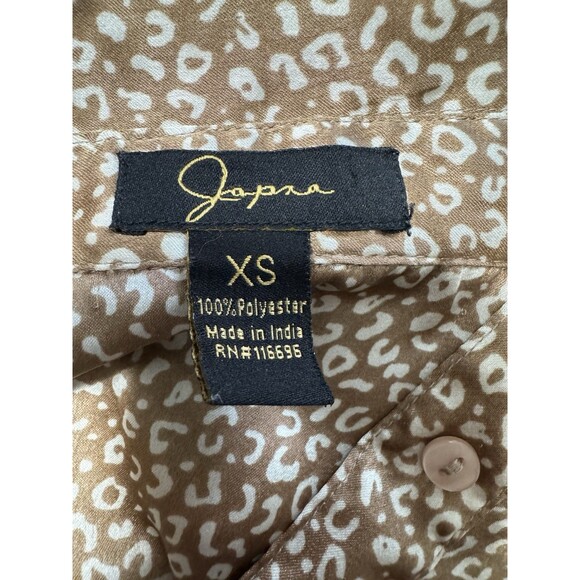 Japna
XS
100% Polyester
Made in India
RN#116696